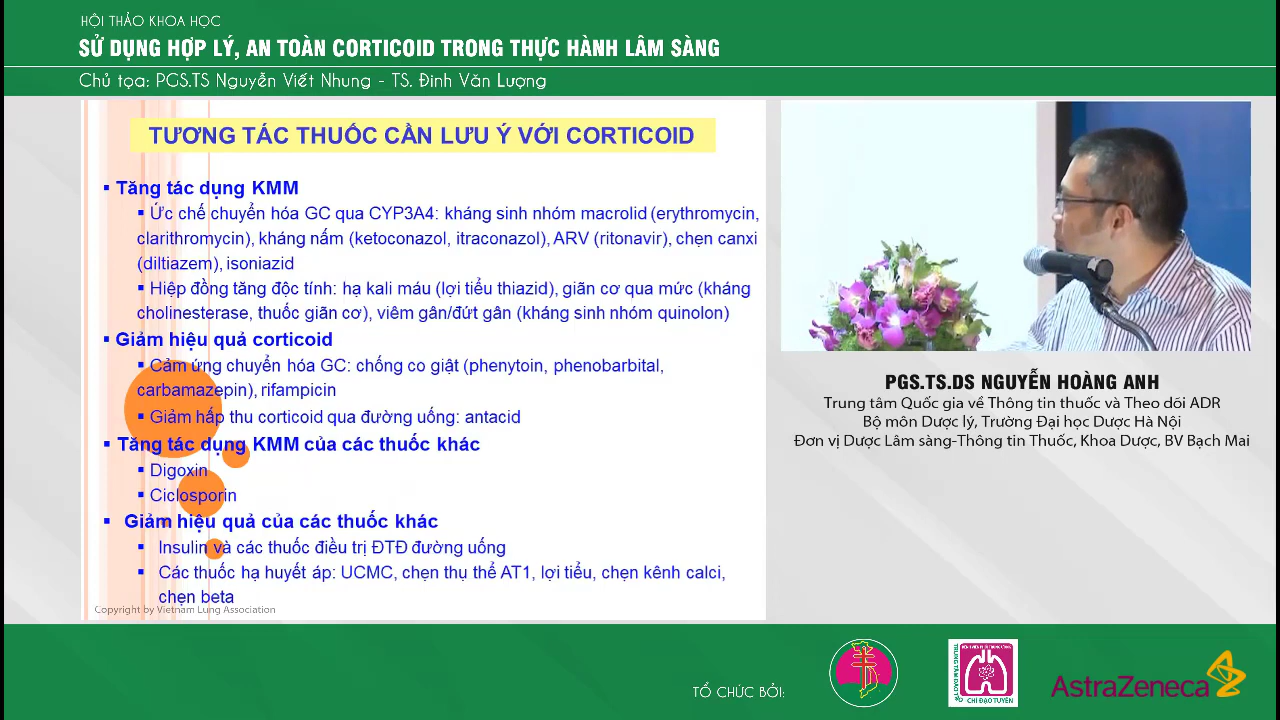 HỘI THẢO KHOA HỌC
SỬ DỤNG HỢP LÝ, AN TOÀN CORTICOID TRONG THỰC HÀNH LÂM SÀNG
Chủ tọa: PGS.TS Nguyễn Viết Nhung - TS. Đinh Văn Lượng
TƯƠNG TÁC THUỐC CẦN LƯU Ý VỚI CORTICOID
▪ Tăng tác dụng KMM
▪ Ức chế chuyển hóa GC qua CYP3A4: kháng sinh nhóm macrolid (erythromycin,
clarithromycin), kháng nấm (ketoconazol, itraconazol), ARV (ritonavir), chẹn canxi
(diltiazem), isoniazid
▪ Hiệp đồng tăng độc tính: hạ kali máu (lợi tiểu thiazid), giãn cơ qua mức (kháng
cholinesterase, thuốc giãn cơ), viêm gân/đứt gân (kháng sinh nhóm quinolon)
▪ Giảm hiệu quả corticoid
▪ Cảm ứng chuyển hóa GC: chống co giật (phenytoin, phenobarbital,
carbamazepin), rifampicin
▪ Giảm hấp thu corticoid qua đường uống: antacid
▪ Tăng tác dụng KMM của các thuốc khác
▪ Digoxin
▪ Ciclosporin
▪ Giảm hiệu quả của các thuốc khác
▪ Insulin và các thuốc điều trị ĐTĐ đường uống
▪ Các thuốc hạ huyết áp: UCMC, chẹn thụ thể AT1, lợi tiểu, chẹn kênh calci,
chẹn beta
Copyright by Vietnam Lung Association
PGS.TS.DS NGUYỄN HOÀNG ANH
Trung tâm Quốc gia về Thông tin thuốc và Theo dõi ADR
Bộ môn Dược lý, Trường Đại học Dược Hà Nội
Đơn vị Dược Lâm sàng-Thông tin Thuốc, Khoa Dược, BV Bạch Mai
TỔ CHỨC BỞI:
CHỈ ĐẠO TUYẾN
AstraZeneca